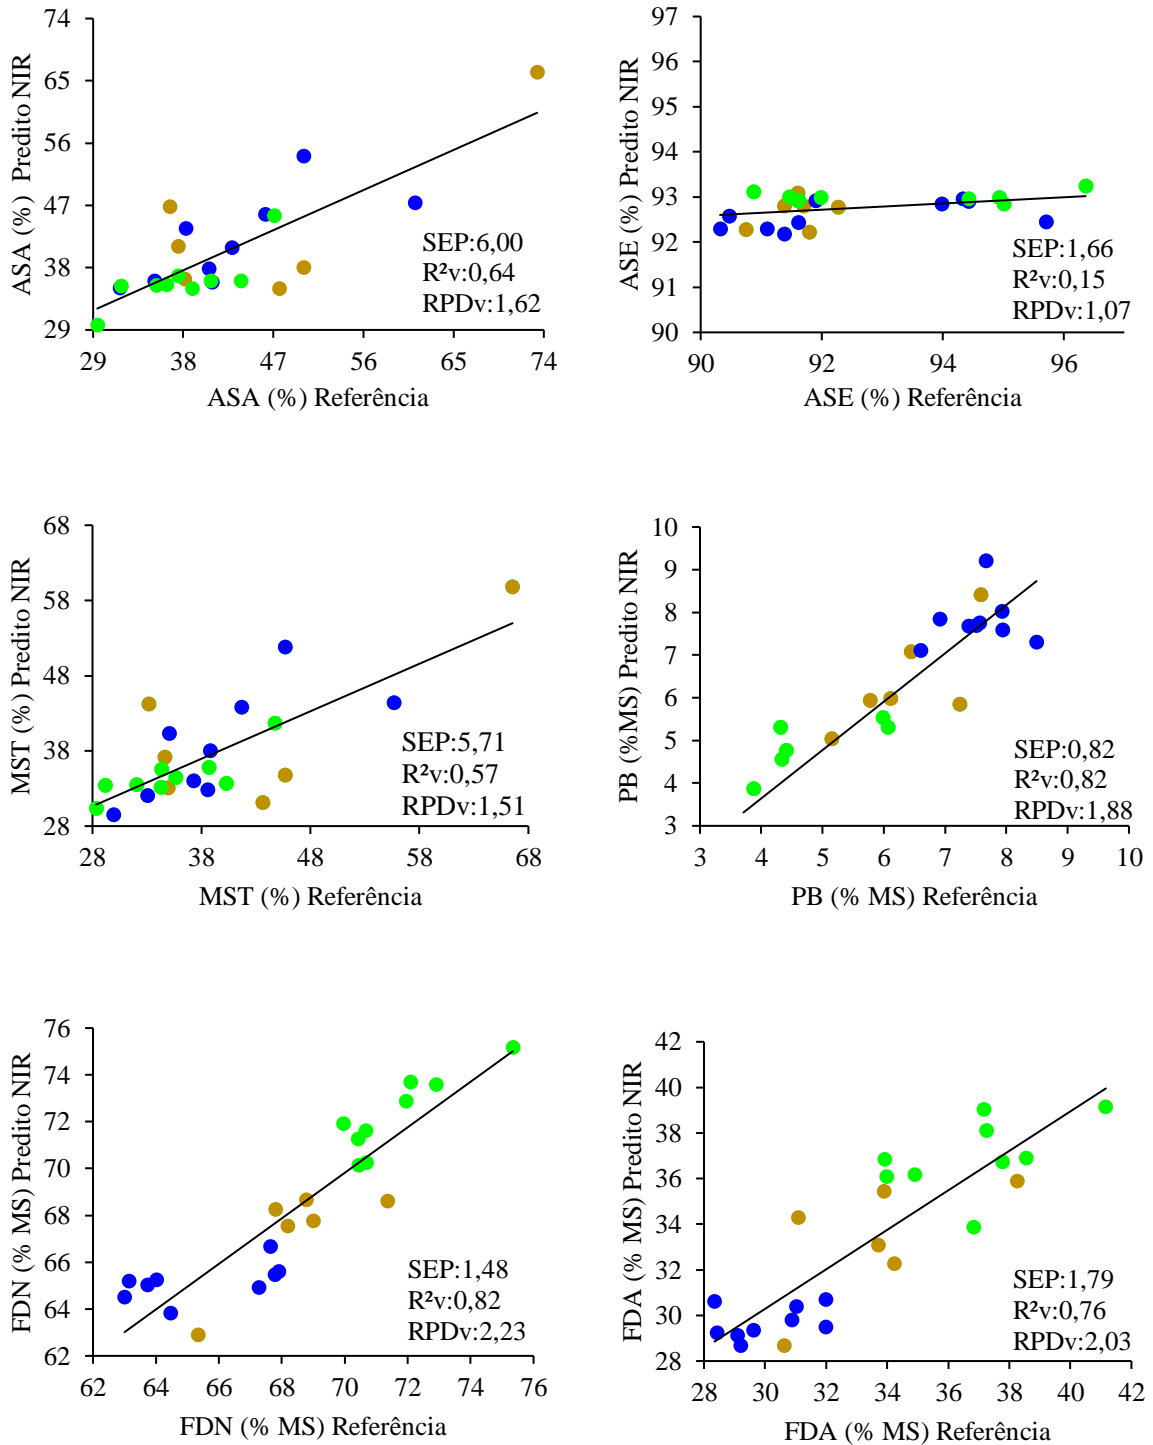 74
65
56
47
38
29
ASA (%) Predito NIR
SEP:6,00
R²v:0,64
RPDv:1,62
29 38 47 56 65 74
ASA (%) Referência
97
96
95
94
93
92
91
90
ASE (%) Predito NIR
SEP:1,66
R²v:0,15
RPDv:1,07
90 92 94 96
ASE (%) Referência
68
58
48
38
28
MST (%) Predito NIR
SEP:5,71
R²v:0,57
RPDv:1,51
28 38 48 58 68
MST (%) Referência
10
9
8
7
6
5
4
3
PB (%MS) Predito NIR
SEP:0,82
R²v:0,82
RPDv:1,88
3 4 5 6 7 8 9 10
PB (% MS) Referência
76
74
72
70
68
66
64
62
FDN (% MS) Predito NIR
SEP:1,48
R²v:0,82
RPDv:2,23
62 64 66 68 70 72 74 76
FDN (% MS) Referência
42
40
38
36
34
32
30
28
FDA (% MS) Predito NIR
SEP:1,79
R²v:0,76
RPDv:2,03
28 30 32 34 36 38 40 42
FDA (% MS) Referência